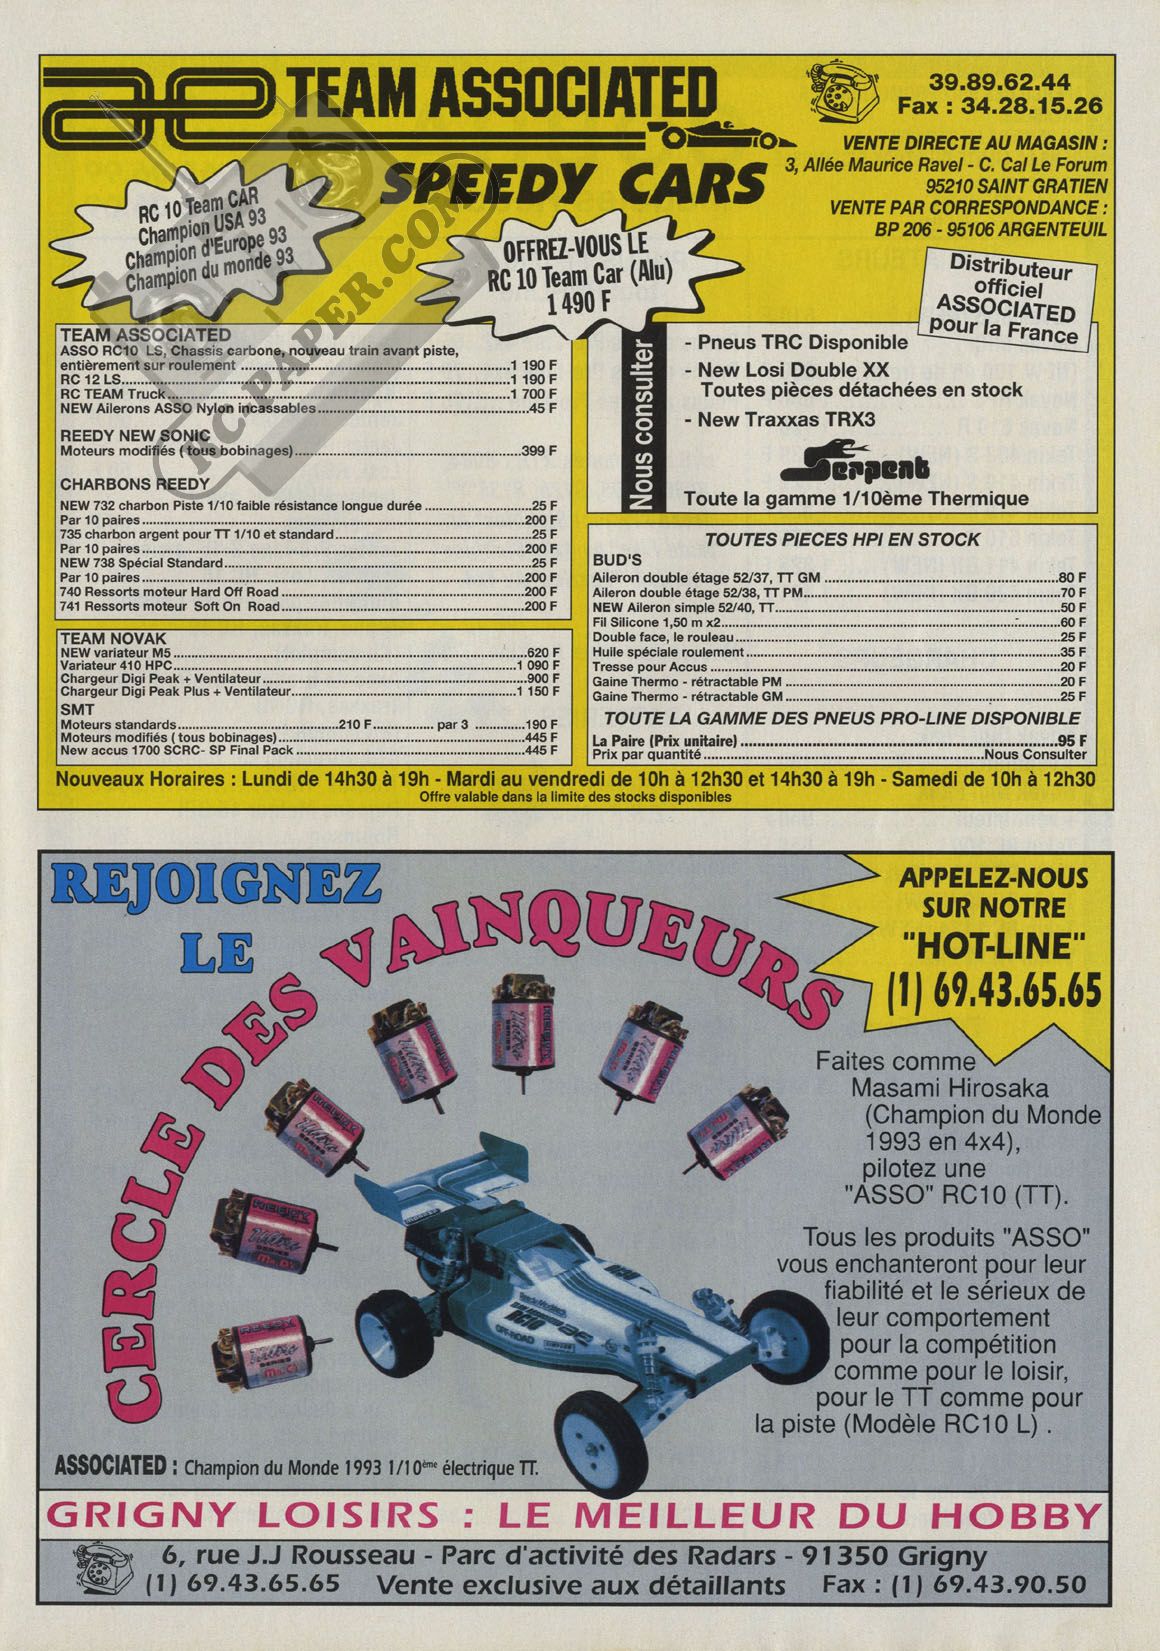 TEAM ASSOCIATED
39.89.62.44
Fax : 34.28.15.26
SPEEDY CARS
VENTE DIRECTE AU MAGASIN :
3, Allée Maurice Ravel - C. Cal Le Forum
95210 SAINT GRATIEN
VENTE PAR CORRESPONDANCE :
BP 206 - 95106 ARGENTEUIL
RC 10 Team CAR
Champion USA 93
Champion d'Europe 93
Champion du monde 93
OFFREZ-VOUS LE
RC 10 Team Car (Alu)
1 490 F
Distributeur
officiel
ASSOCIATED
pour la France
RC-PAPER.COM
TEAM ASSOCIATED
ASSO RC10 LS, Chassis carbone, nouveau train avant piste,
entièrement sur roulement ........ 1 190 F
RC 12 LS........ 1 190 F
RC TEAM Truck........ 1 700 F
NEW Ailerons ASSO Nylon incassables........ 45 F
REEDY NEW SONIC
Moteurs modifiés ( tous bobinages)........ 399 F
CHARBONS REEDY
NEW 732 charbon Piste 1/10 faible résistance longue durée ........ 25 F
Par 10 paires........ 200 F
735 charbon argent pour TT 1/10 et standard........ 25 F
Par 10 paires........ 200 F
NEW 738 Spécial Standard........ 25 F
Par 10 paires........ 200 F
740 Ressorts moteur Hard Off Road ........ 200 F
741 Ressorts moteur Soft On Road........ 200 F
Nous consulter
- Pneus TRC Disponible
- New Losi Double XX
Toutes pièces détachées en stock
- New Traxxas TRX3
Serpent
Toute la gamme 1/10ème Thermique
TEAM NOVAK
NEW variateur M5........ 620 F
Variateur 410 HPC........ 1 090 F
Chargeur Digi Peak + Ventilateur........ 900 F
Chargeur Digi Peak Plus + Ventilateur........ 1 150 F
SMT
Moteurs standards........ 210 F ........ par 3 ........ 190 F
Moteurs modifiés ( tous bobinages)........ 445 F
New accus 1700 SCRC- SP Final Pack ........ 445 F
TOUTES PIECES HPI EN STOCK
BUD'S
Aileron double étage 52/37, TT GM ........ 80 F
Aileron double étage 52/38, TT PM........ 70 F
NEW Aileron simple 52/40, TT........ 50 F
Fil Silicone 1,50 m x2........ 60 F
Double face, le rouleau........ 25 F
Huile spéciale roulement ........ 35 F
Tresse pour Accus ........ 20 F
Gaine Thermo - rétractable PM ........ 20 F
Gaine Thermo - rétractable GM ........ 25 F
TOUTE LA GAMME DES PNEUS PRO-LINE DISPONIBLE
La Paire (Prix unitaire) ........ 95 F
Prix par quantité ........ Nous Consulter
Nouveaux Horaires : Lundi de 14h30 à 19h - Mardi au vendredi de 10h à 12h30 et 14h30 à 19h - Samedi de 10h à 12h30
Offre valable dans la limite des stocks disponibles
REJOIGNEZ
LE
CERCLE DES VAINQUEURS
APPELEZ-NOUS
SUR NOTRE
"HOT-LINE"
(1) 69.43.65.65
Faites comme
Masami Hirosaka
(Champion du Monde
1993 en 4x4),
pilotez une
"ASSO" RC10 (TT).
Tous les produits "ASSO"
vous enchanteront pour leur
fiabilité et le sérieux de
leur comportement
pour la compétition
comme pour le loisir,
pour le TT comme pour
la piste (Modèle RC10 L) .
REEDY
RC10
OFF-ROAD
ASSOCIATED : Champion du Monde 1993 1/10ème électrique TT.
GRIGNY LOISIRS : LE MEILLEUR DU HOBBY
6, rue J.J Rousseau - Parc d'activité des Radars - 91350 Grigny
(1) 69.43.65.65 Vente exclusive aux détaillants Fax : (1) 69.43.90.50